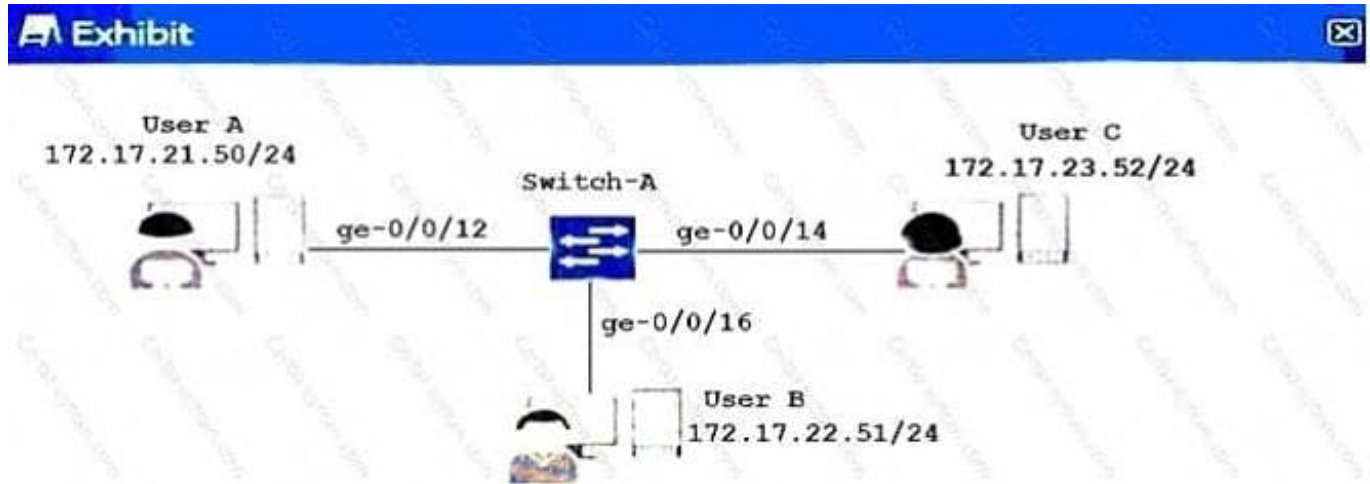 Exhibit
User A
172.17.21.50/24
User C
172.17.23.52/24
Switch-A
ge-0/0/12
ge-0/0/14
ge-0/0/16
User B
172.17.22.51/24